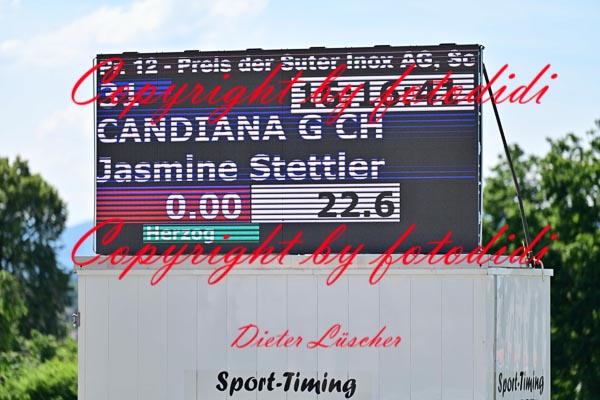 12 - Preis der Suter Inox AG, Sc
Copyright by fotodidi
CANDIANA G CH
Jasmine Stettler
0.00 22.6
Herzog
Copyright by fotodidi
Dieter Lüscher
Sport-Timing
Sport-Timing